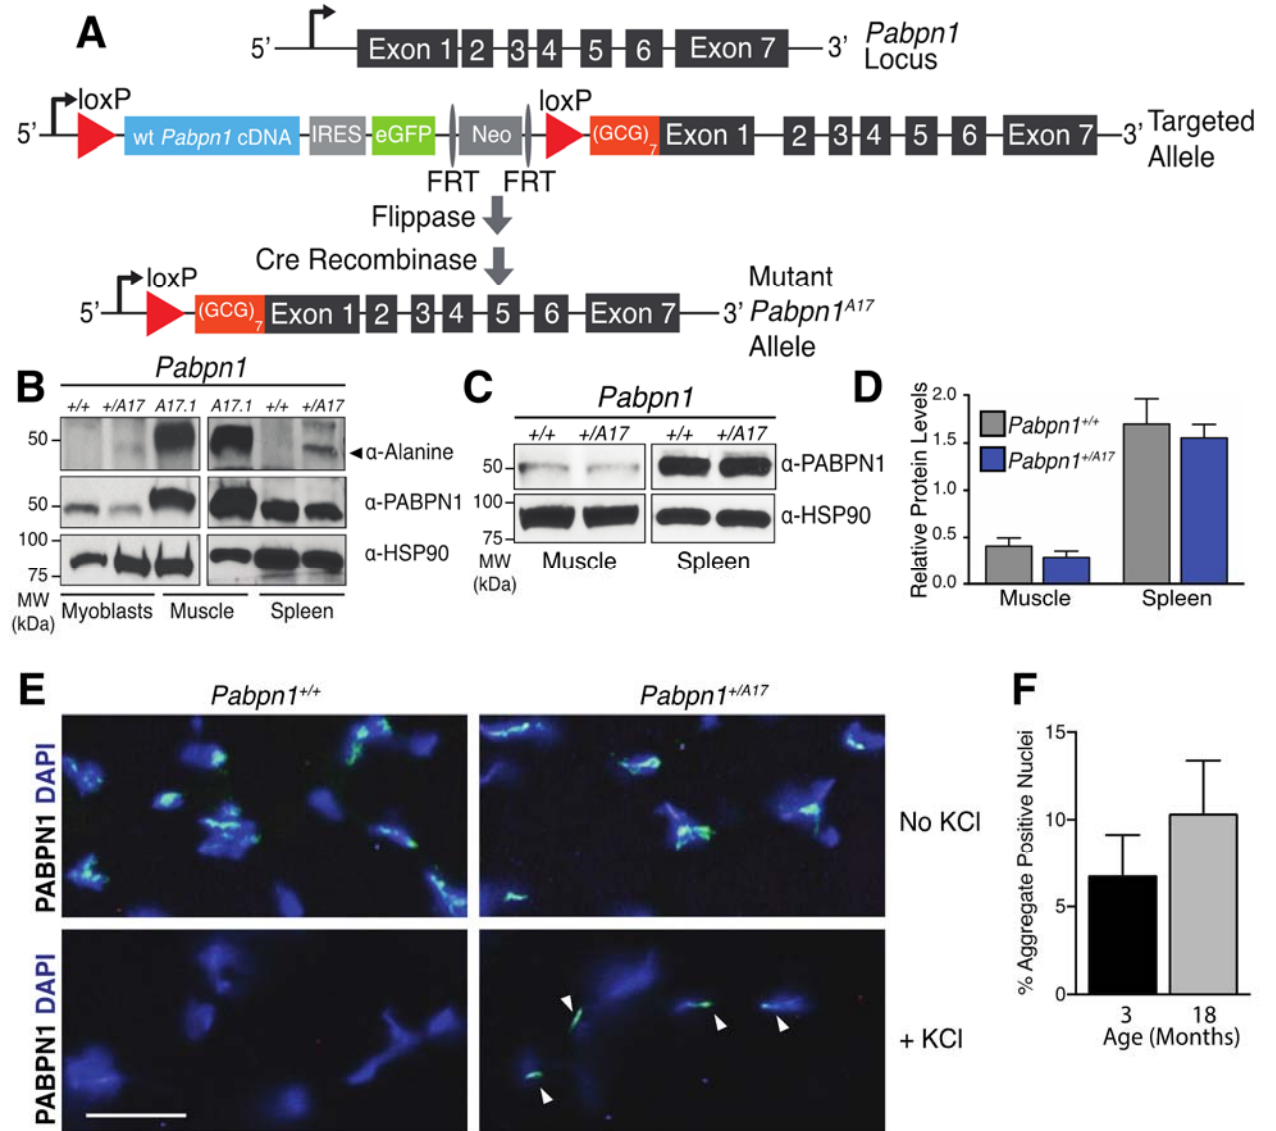 A
5’ Exon 1 2 3 4 5 6 Exon 7 3’ Pabpn1
Locus
loxP loxP
5’ wt Pabpn1 cDNA IRES eGFP Neo (GCG)7 Exon 1 2 3 4 5 6 Exon 7 3’ Targeted
Allele
FRT FRT
Flippase
Cre Recombinase
loxP
5’ (GCG)7 Exon 1 2 3 4 5 6 Exon 7 3’
Mutant
Pabpn1A17
Allele
B
Pabpn1
+/+ +/A17 A17.1 A17.1 +/+ +/A17
50 α-Alanine
50 α-PABPN1
100
75 α-HSP90
MW
(kDa)
Myoblasts Muscle Spleen
C
Pabpn1
+/+ +/A17 +/+ +/A17
50 α-PABPN1
100
75 α-HSP90
MW
(kDa)
Muscle Spleen
D
Relative Protein Levels
2.0
1.5
1.0
0.5
0.0
Pabpn1+/+
Pabpn1+/A17
Muscle Spleen
E
Pabpn1+/+ Pabpn1+/A17
PABPN1 DAPI
No KCl
PABPN1 DAPI
+ KCl
F
% Aggregate Positive Nuclei
15
10
5
0
3 18
Age (Months)